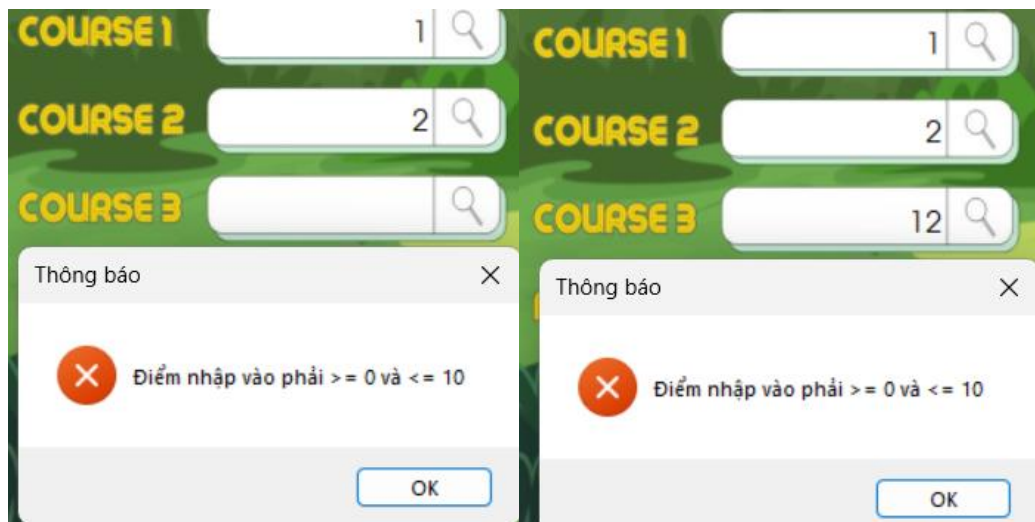 COURSE 1
1
COURSE 2
2
COURSE 3
Thông báo
Điểm nhập vào phải >= 0 và <= 10
OK
COURSE 1
1
COURSE 2
2
COURSE 3
12
Thông báo
Điểm nhập vào phải >= 0 và <= 10
OK